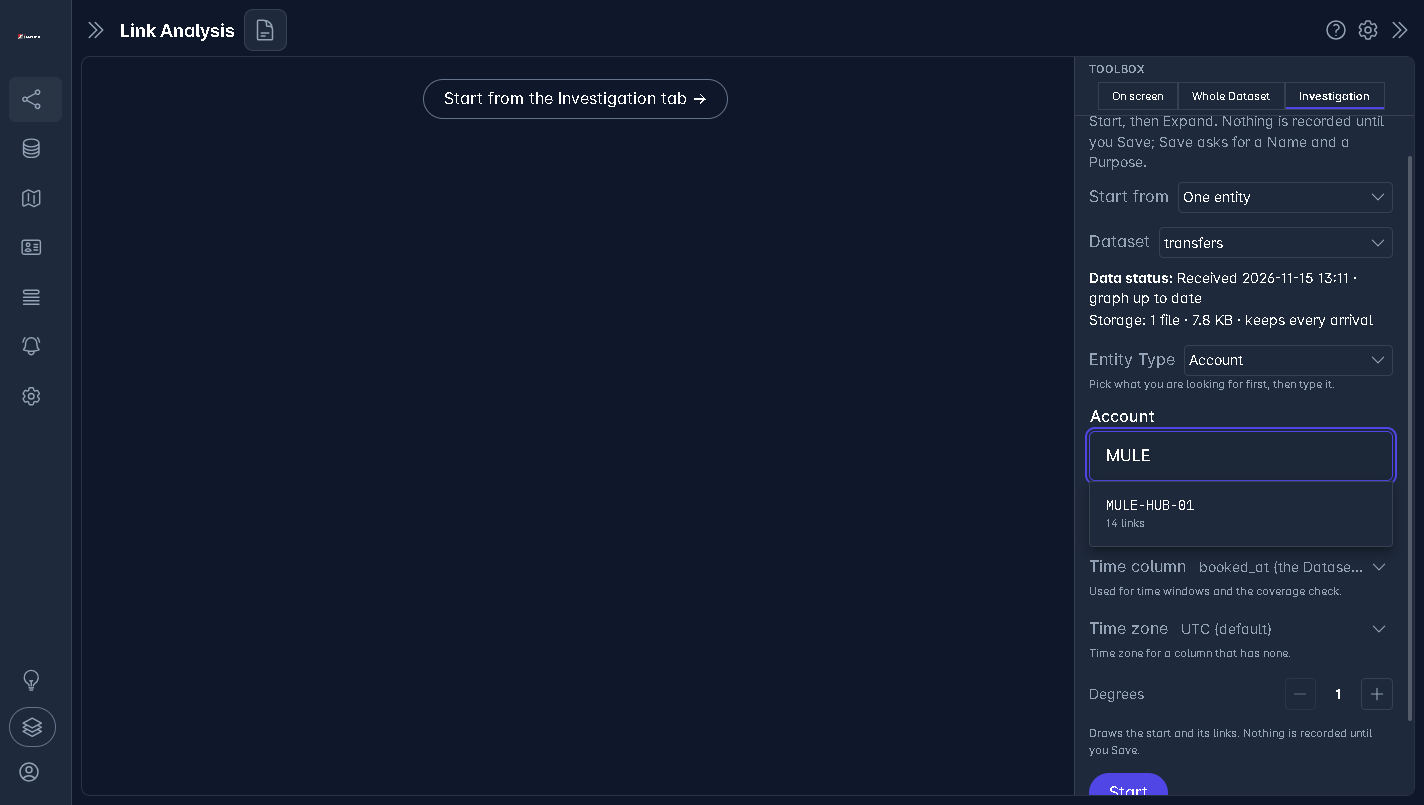 Link Analysis
Start from the Investigation tab →
TOOLBOX
On screen
Whole Dataset
Investigation
Start, then Expand. Nothing is recorded until
you Save; Save asks for a Name and a
Purpose.
Start from One entity
Dataset transfers
Data status: Received 2026-11-15 13:11 ·
graph up to date
Storage: 1 file · 7.8 KB · keeps every arrival
Entity Type Account
Pick what you are looking for first, then type it.
Account
MULE
MULE-HUB-01
14 links
Time column booked_at (the Datase...
Used for time windows and the coverage check.
Time zone UTC (default)
Time zone for a column that has none.
Degrees 1
Draws the start and its links. Nothing is recorded until
you Save.
Start